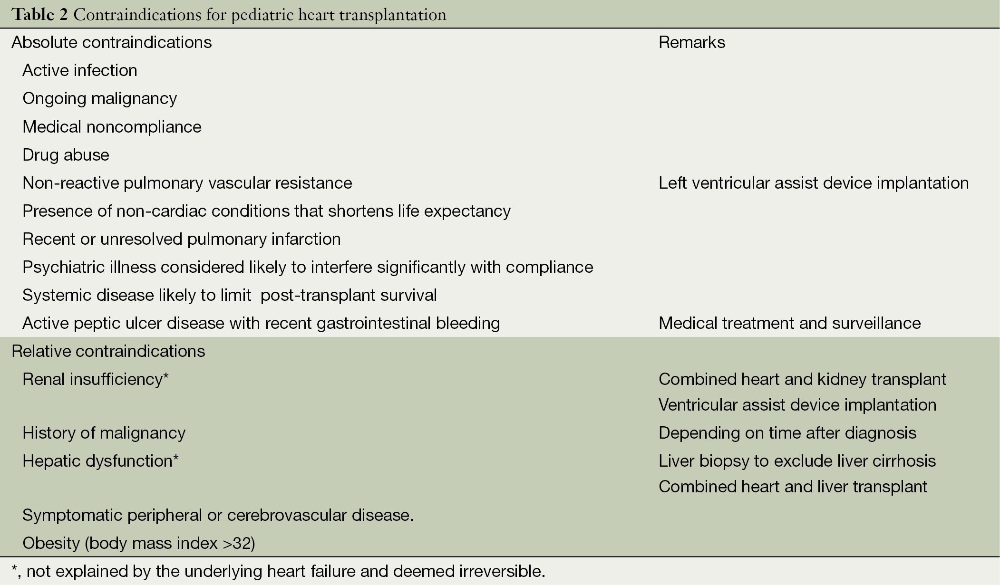 Table 2 Contraindications for pediatric heart transplantation
Absolute contraindications Remarks
Active infection
Ongoing malignancy
Medical noncompliance
Drug abuse
Non-reactive pulmonary vascular resistance Left ventricular assist device implantation
Presence of non-cardiac conditions that shortens life expectancy
Recent or unresolved pulmonary infarction
Psychiatric illness considered likely to interfere significantly with compliance
Systemic disease likely to limit post-transplant survival
Active peptic ulcer disease with recent gastrointestinal bleeding Medical treatment and surveillance
Relative contraindications
Renal insufficiency* Combined heart and kidney transplant
Ventricular assist device implantation
History of malignancy Depending on time after diagnosis
Hepatic dysfunction* Liver biopsy to exclude liver cirrhosis
Combined heart and liver transplant
Symptomatic peripheral or cerebrovascular disease.
Obesity (body mass index >32)
*, not explained by the underlying heart failure and deemed irreversible.